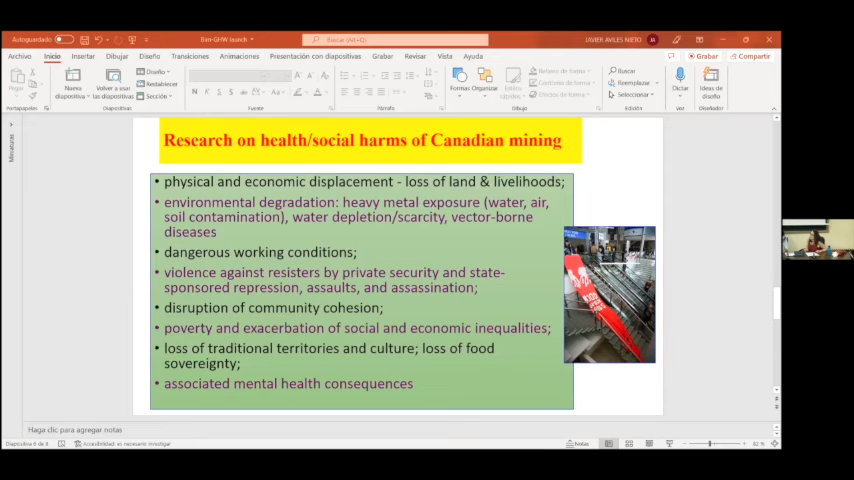 Autoguardado
Ban-GHW launch
Buscar (Alt+Q)
JAVIER AVILES NIETO
JA
Archivo Inicio Insertar Dibujar Diseño Transiciones Animaciones Presentación con diapositivas Grabar Revisar Vista Ayuda
Grabar Compartir
Pegar
Nueva diapositiva
Volver a usar las diapositivas
Diseño
Restablecer
Sección
N K S
Aa
Formas Organizar Estilos rápidos
Relleno de forma
Contorno de forma
Efectos de forma
Buscar
Reemplazar
Seleccionar
Dictar
Ideas de diseño
Portapapeles Diapositivas Fuente Párrafo Dibujo Edición Voz Diseñador
Miniaturas
Research on health/social harms of Canadian mining
• physical and economic displacement - loss of land & livelihoods;
• environmental degradation: heavy metal exposure (water, air,
soil contamination), water depletion/scarcity, vector-borne
diseases
• dangerous working conditions;
• violence against resisters by private security and state-
sponsored repression, assaults, and assassination;
• disruption of community cohesion;
• poverty and exacerbation of social and economic inequalities;
• loss of traditional territories and culture; loss of food
sovereignty;
• associated mental health consequences
Haga clic para agregar notas
Diapositiva 8 de 8
Accesibilidad: es necesario investigar
Notas
82 %